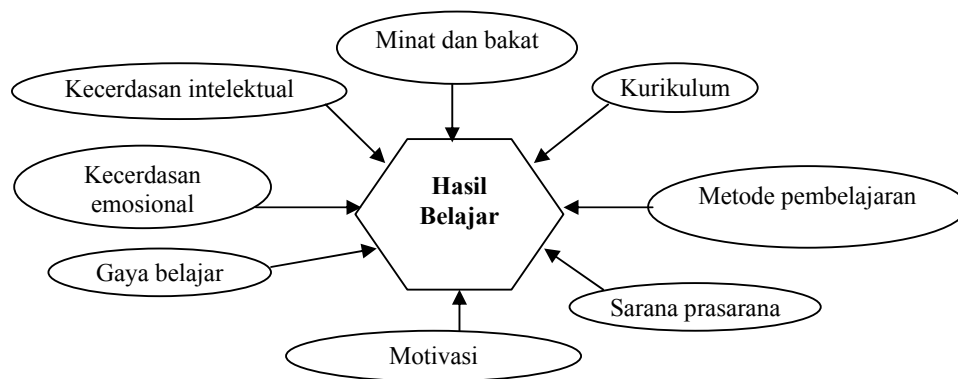 Minat dan bakat
Kecerdasan intelektual
Kurikulum
Kecerdasan
emosional
Hasil
Belajar
Metode pembelajaran
Gaya belajar
Sarana prasarana
Motivasi